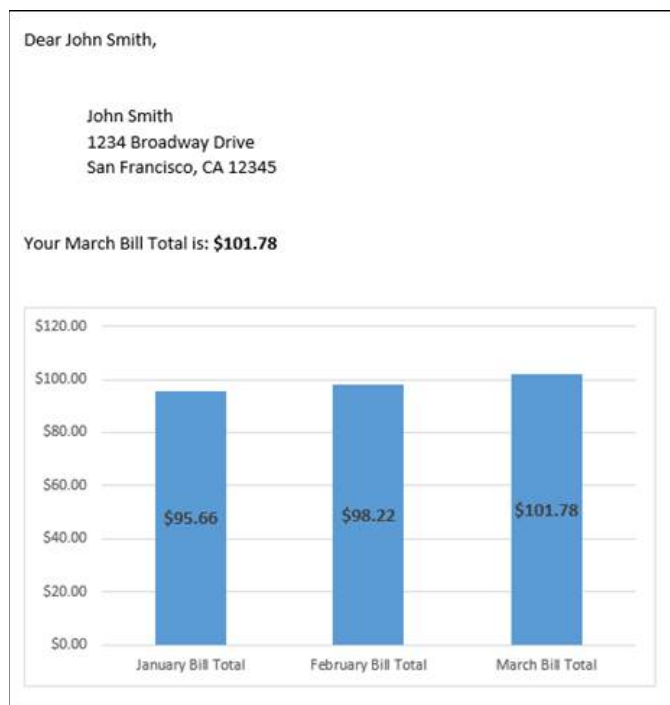 Dear John Smith,
John Smith
1234 Broadway Drive
San Francisco, CA 12345
Your March Bill Total is: $101.78
$120.00
$100.00
$80.00
$60.00
$40.00
$20.00
$0.00
$95.66
$98.22
$101.78
January Bill Total
February Bill Total
March Bill Total